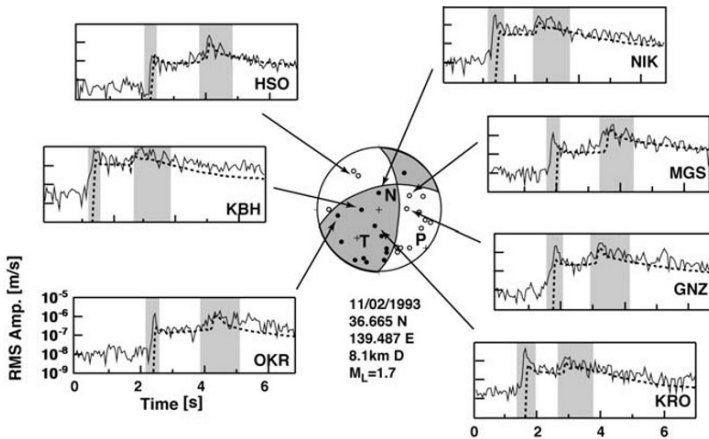 HSO
NIK
KBH
MGS
N
T
P
GNZ
RMS Amp. [m/s]
10-5
10-6
10-7
10-8
10-9
OKR
0 2 4 6
Time [s]
11/02/1993
36.665 N
139.487 E
8.1km D
ML=1.7
KRO
0 2 4 6